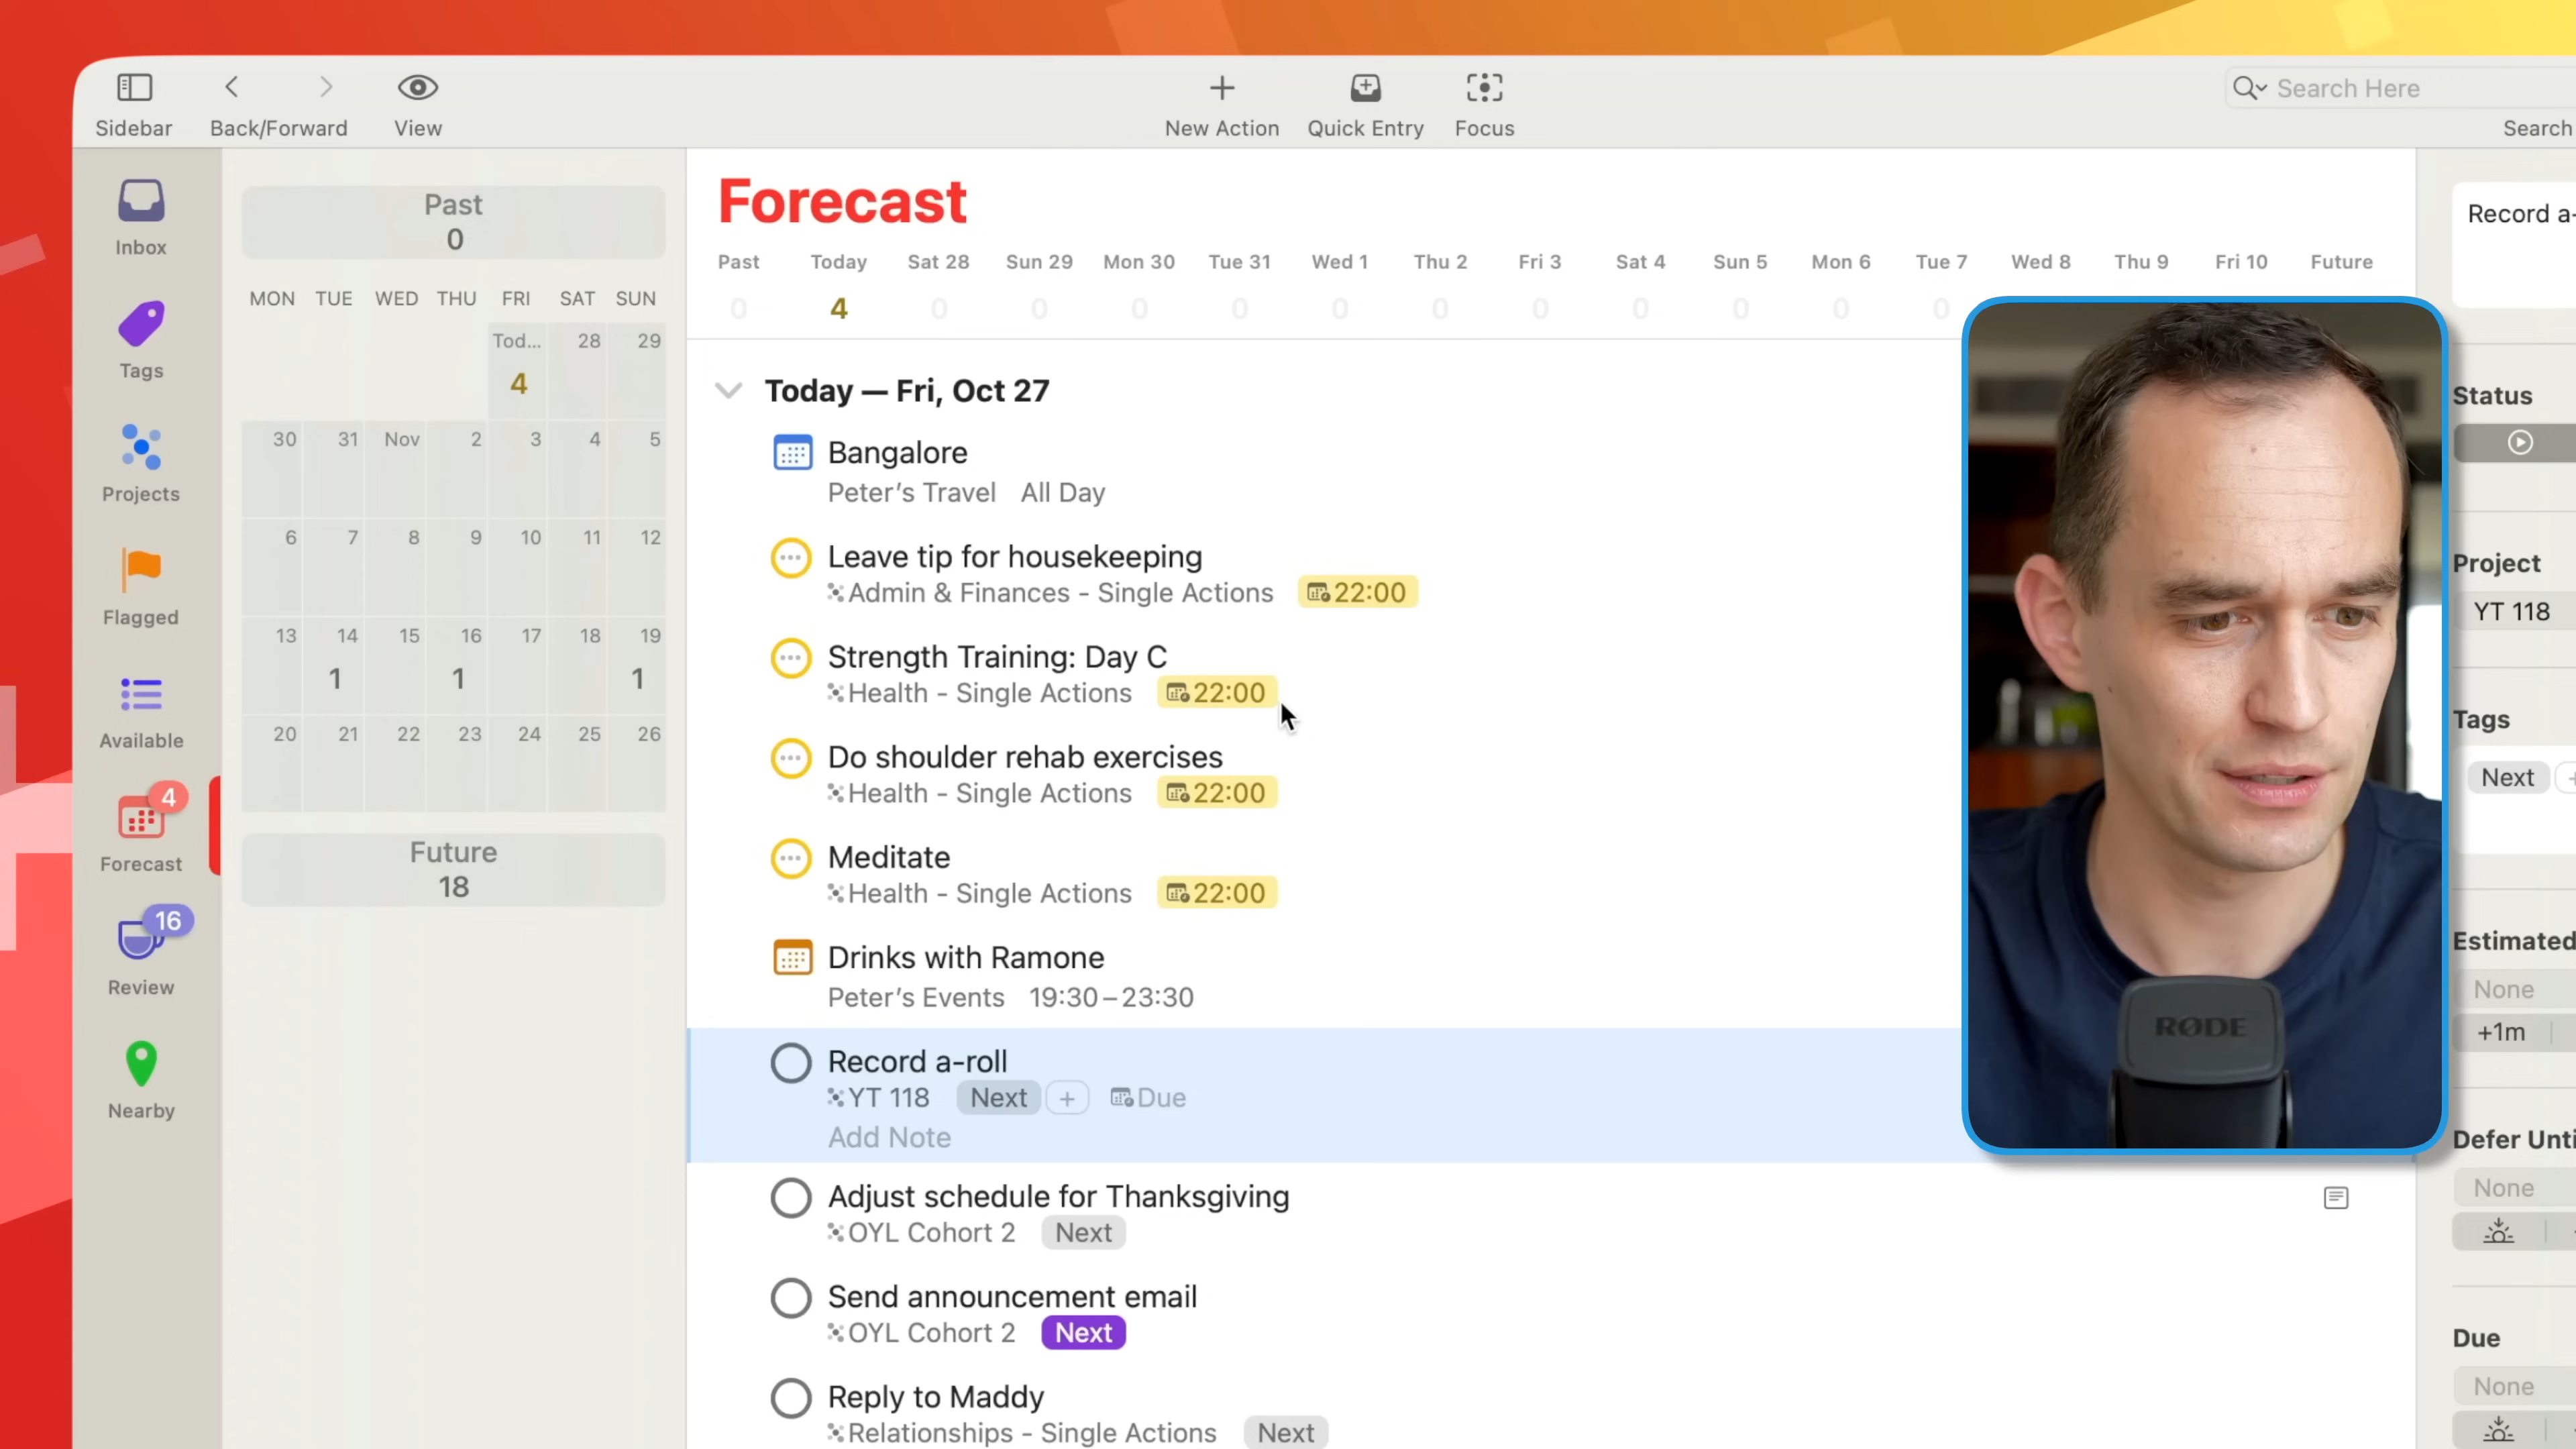 Sidebar
Back/Forward
View
New Action
Quick Entry
Focus
Search Here
Search
Inbox
Tags
Projects
Flagged
Available
4
Forecast
16
Review
Nearby
Past
0
MON TUE WED THU FRI SAT SUN
Tod... 28 29
4
30 31 Nov 2 3 4 5
6 7 8 9 10 11 12
13 14 15 16 17 18 19
1 1 1
20 21 22 23 24 25 26
Future
18
Forecast
Past Today Sat 28 Sun 29 Mon 30 Tue 31 Wed 1 Thu 2 Fri 3 Sat 4 Sun 5 Mon 6 Tue 7 Wed 8 Thu 9 Fri 10 Future
0 4 0 0 0 0 0 0 0 0 0 0 0
Today — Fri, Oct 27
Bangalore
Peter's Travel All Day
Leave tip for housekeeping
Admin & Finances - Single Actions 22:00
Strength Training: Day C
Health - Single Actions 22:00
Do shoulder rehab exercises
Health - Single Actions 22:00
Meditate
Health - Single Actions 22:00
Drinks with Ramone
Peter's Events 19:30 – 23:30
Record a-roll
YT 118 Next + Due
Add Note
Adjust schedule for Thanksgiving
OYL Cohort 2 Next
Send announcement email
OYL Cohort 2 Next
Reply to Maddy
Relationships - Single Actions Next
RØDE
Record a-
Status
Project
YT 118
Tags
Next
Estimated
None
+1m
Defer Unti
None
Due
None